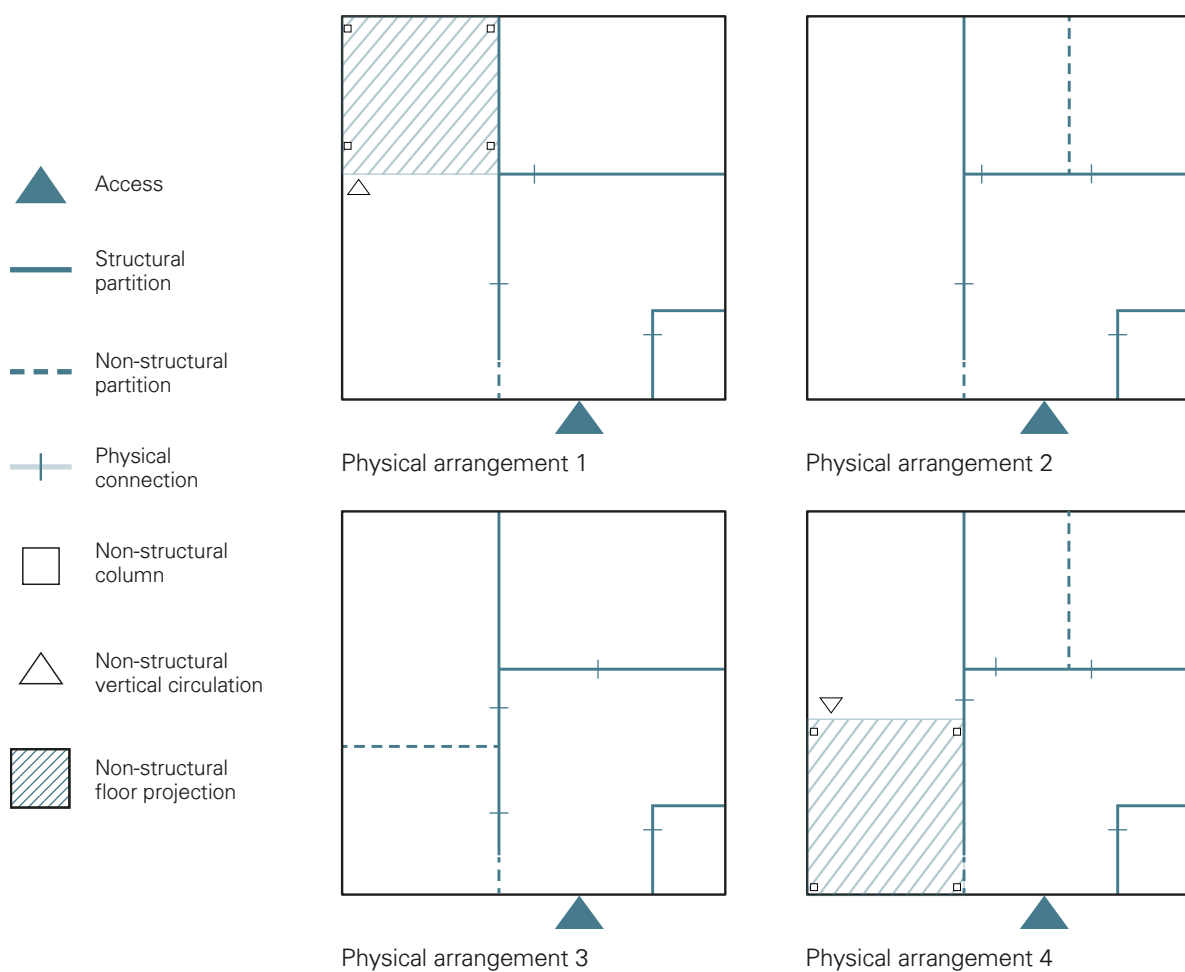 Access
Structural
partition
Non-structural
partition
Physical
connection
Non-structural
column
Non-structural
vertical circulation
Non-structural
floor projection
Physical arrangement 1
Physical arrangement 2
Physical arrangement 3
Physical arrangement 4